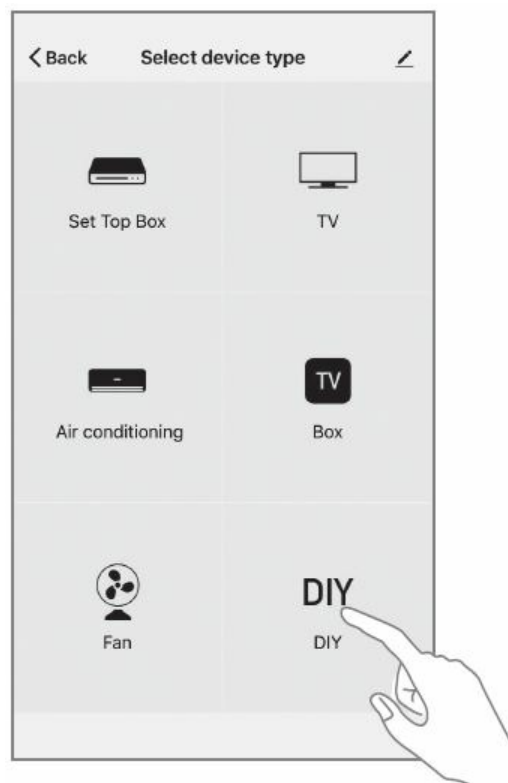 Back
Select device type
Set Top Box
TV
TV
Air conditioning
Box
DIY
Fan
DIY